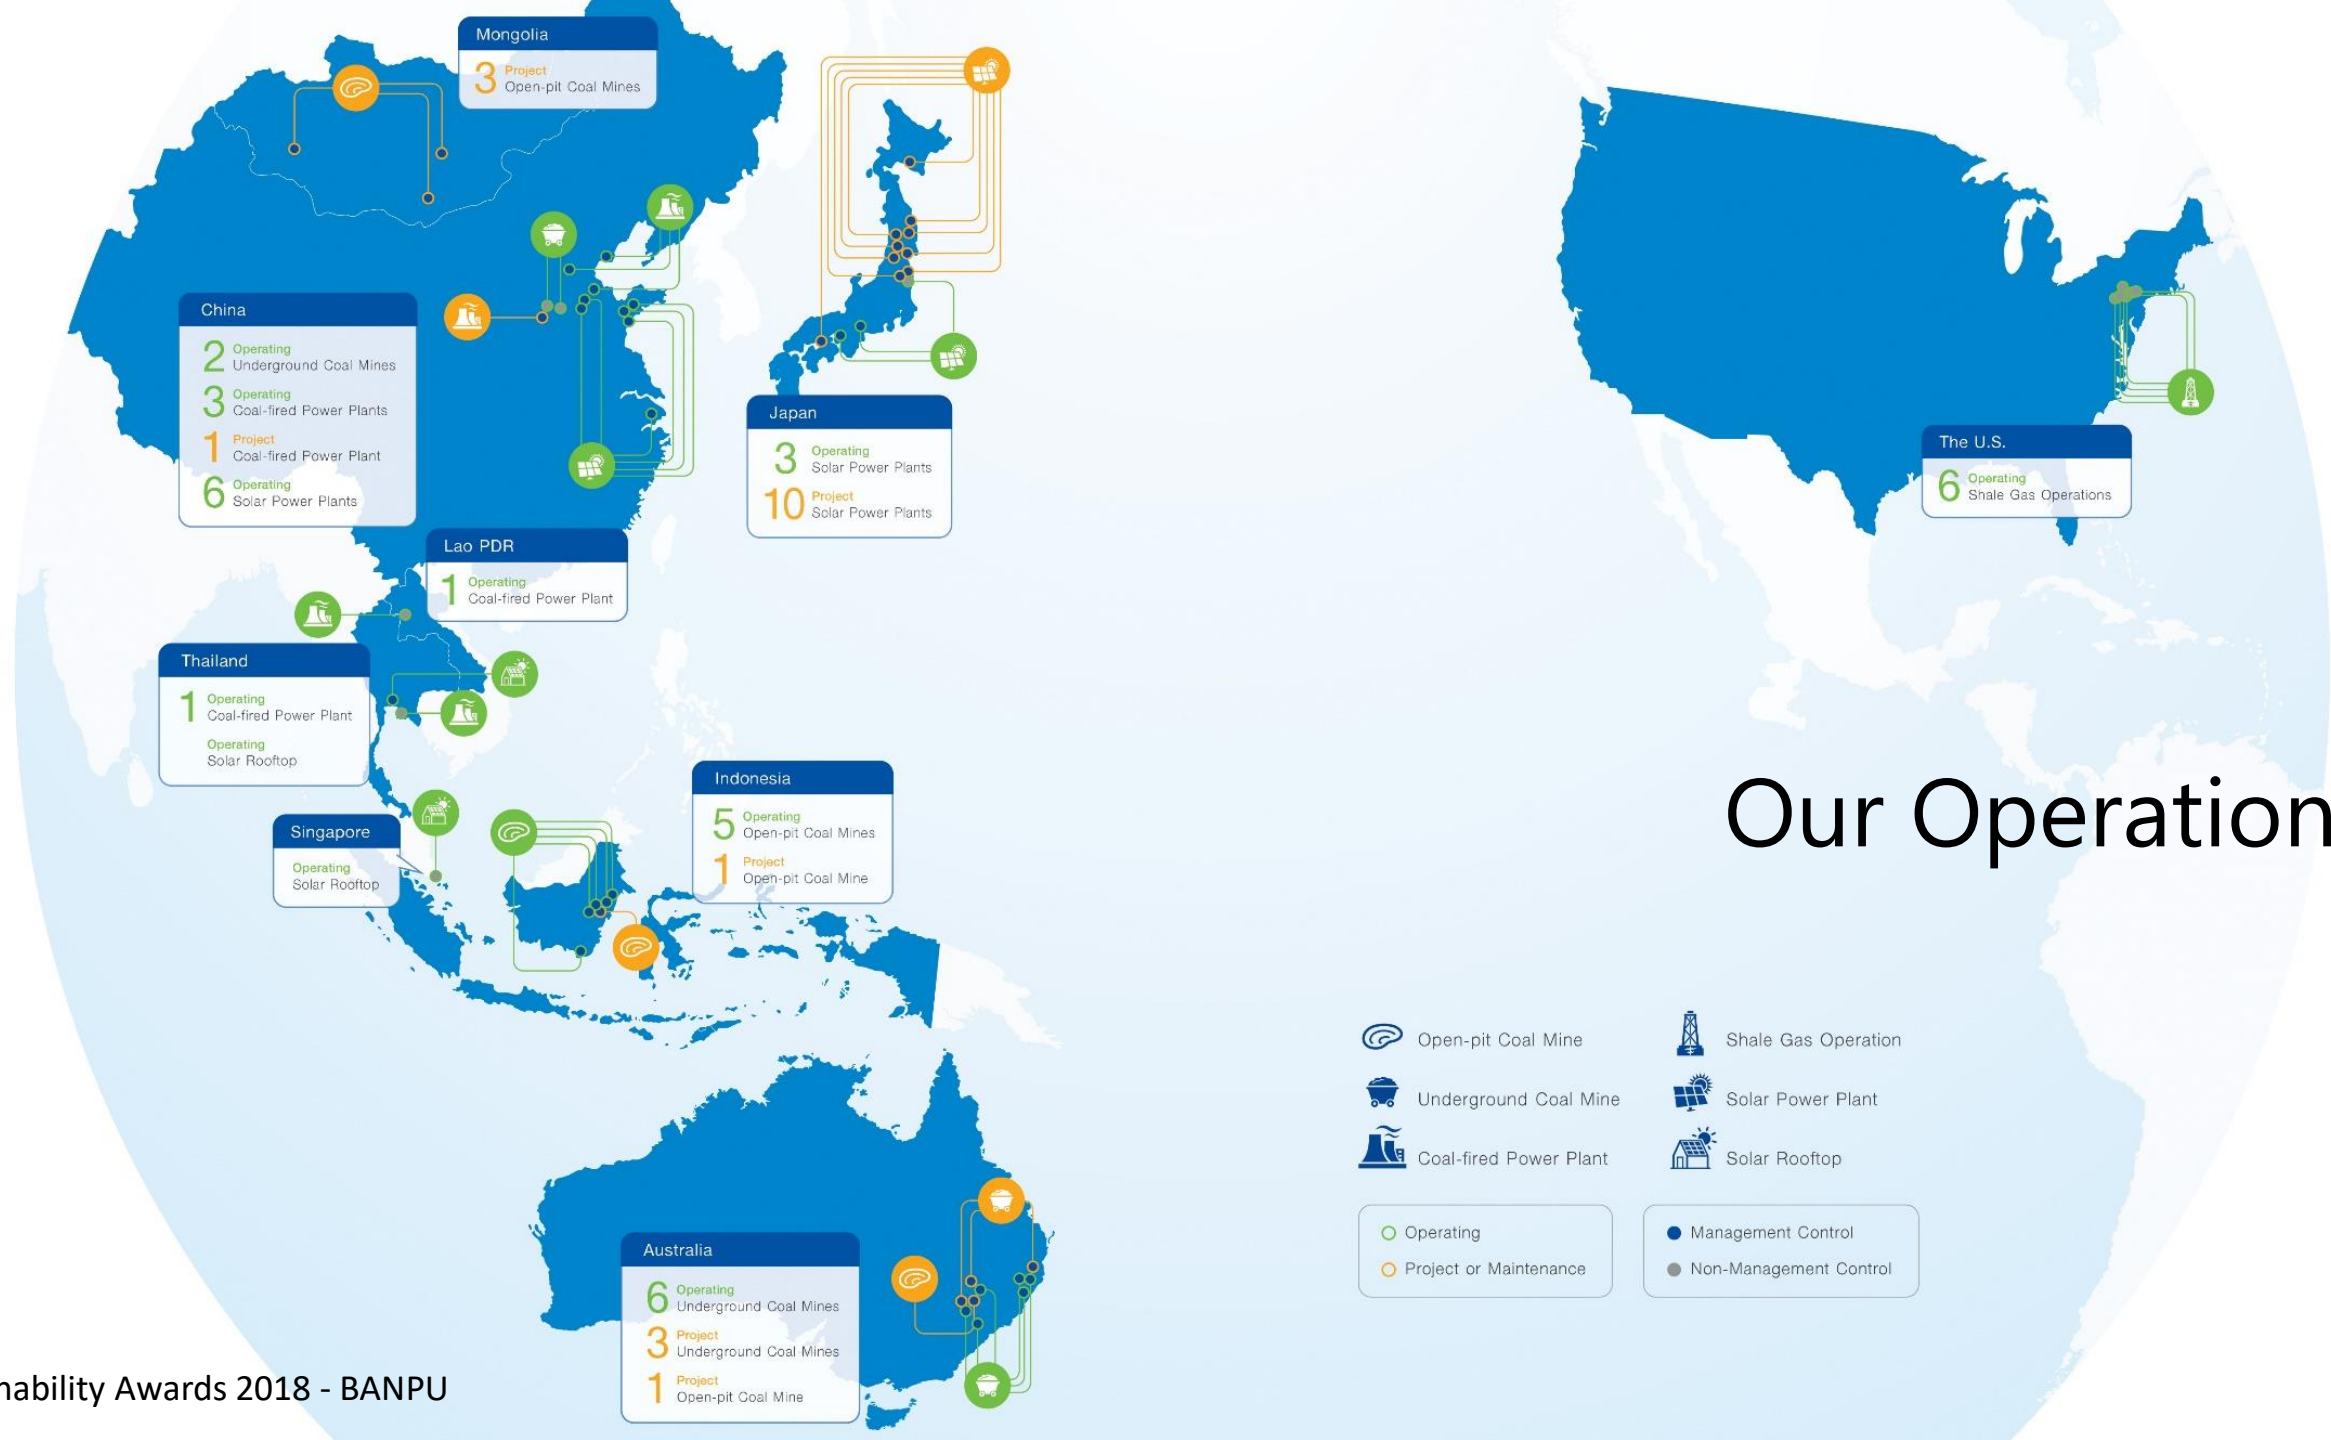 Mongolia
3 Project
Open-pit Coal Mines
China
2 Operating
Underground Coal Mines
3 Operating
Coal-fired Power Plants
1 Project
Coal-fired Power Plant
6 Operating
Solar Power Plants
Japan
3 Operating
Solar Power Plants
10 Project
Solar Power Plants
The U.S.
6 Operating
Shale Gas Operations
Lao PDR
1 Operating
Coal-fired Power Plant
Thailand
1 Operating
Coal-fired Power Plant
Operating
Solar Rooftop
Indonesia
5 Operating
Open-pit Coal Mines
1 Project
Open-pit Coal Mine
Singapore
Operating
Solar Rooftop
Our Operation
Open-pit Coal Mine
Shale Gas Operation
Underground Coal Mine
Solar Power Plant
Coal-fired Power Plant
Solar Rooftop
Operating
Project or Maintenance
Management Control
Non-Management Control
Australia
6 Operating
Underground Coal Mines
3 Project
Underground Coal Mines
1 Project
Open-pit Coal Mine
nability Awards 2018 - BANPU